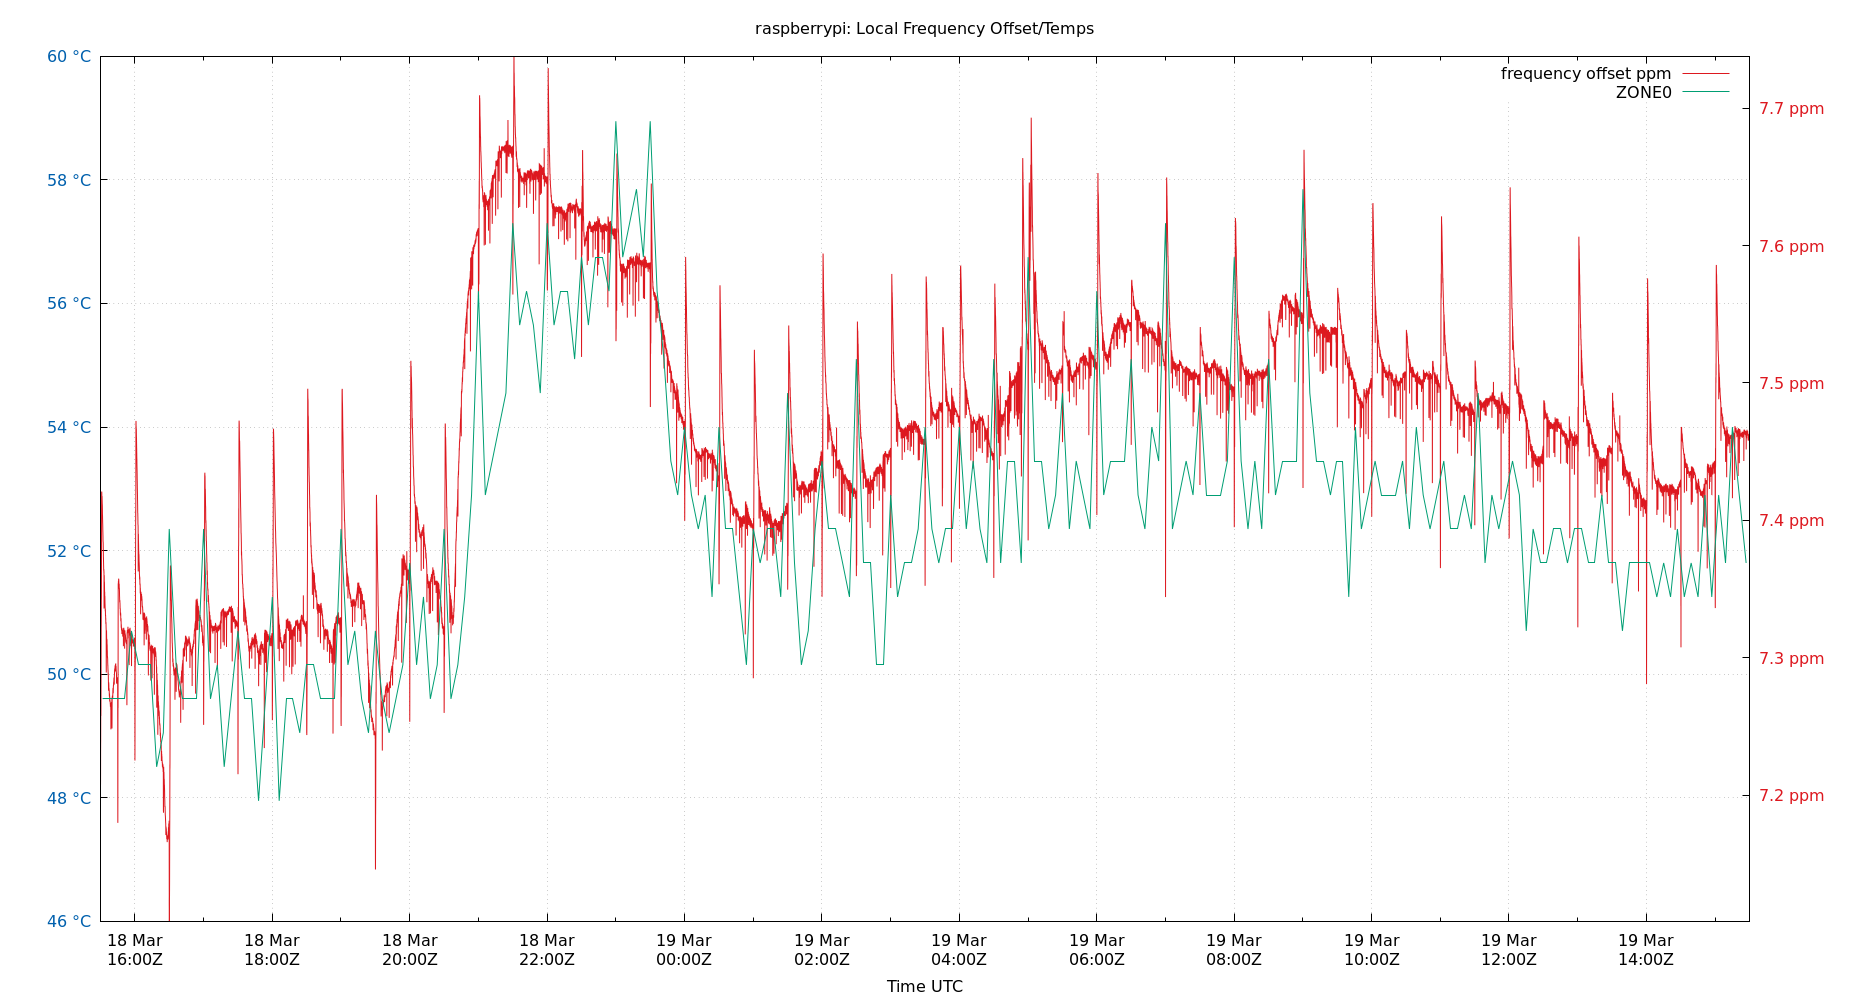 raspberrypi: Local Frequency Offset/Temps
60 °C
58 °C
56 °C
54 °C
52 °C
50 °C
48 °C
46 °C
frequency offset ppm
ZONE0
7.7 ppm
7.6 ppm
7.5 ppm
7.4 ppm
7.3 ppm
7.2 ppm
18 Mar
16:00Z
18 Mar
18:00Z
18 Mar
20:00Z
18 Mar
22:00Z
19 Mar
00:00Z
19 Mar
02:00Z
19 Mar
04:00Z
19 Mar
06:00Z
19 Mar
08:00Z
19 Mar
10:00Z
19 Mar
12:00Z
19 Mar
14:00Z
Time UTC